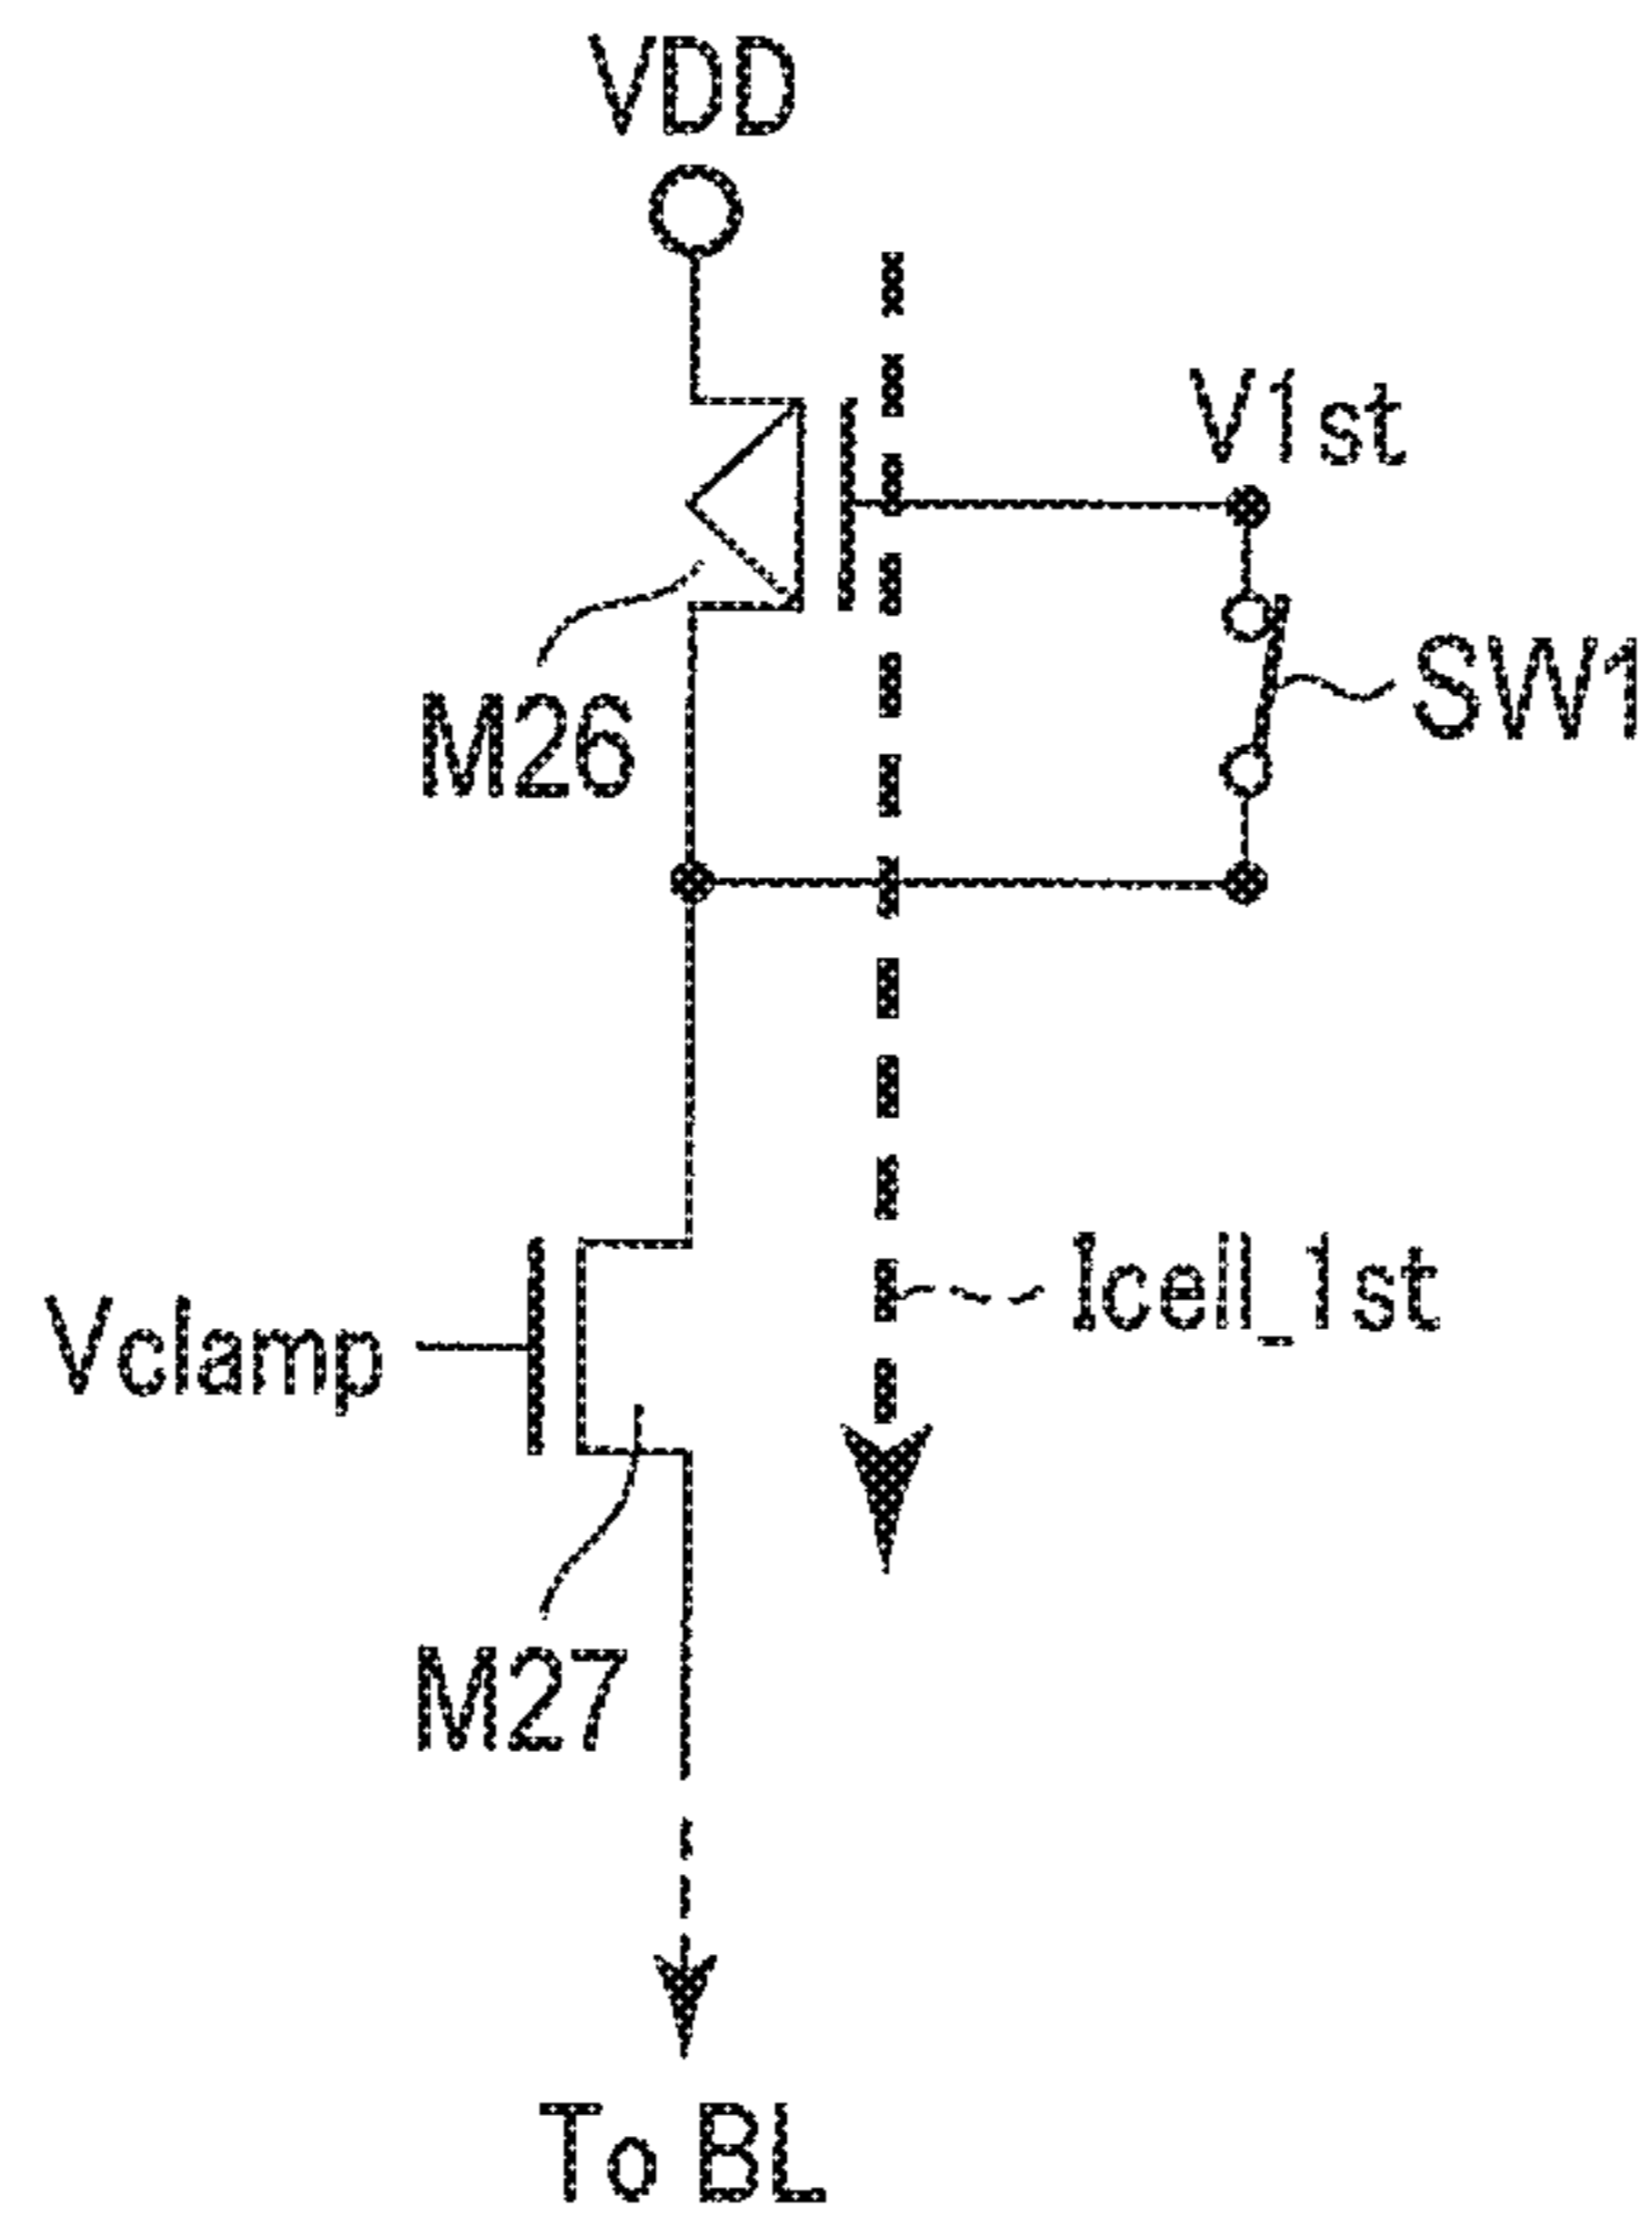 VDD
V1st
SW1
M26
Icell_1st
Vclamp
M27
To BL